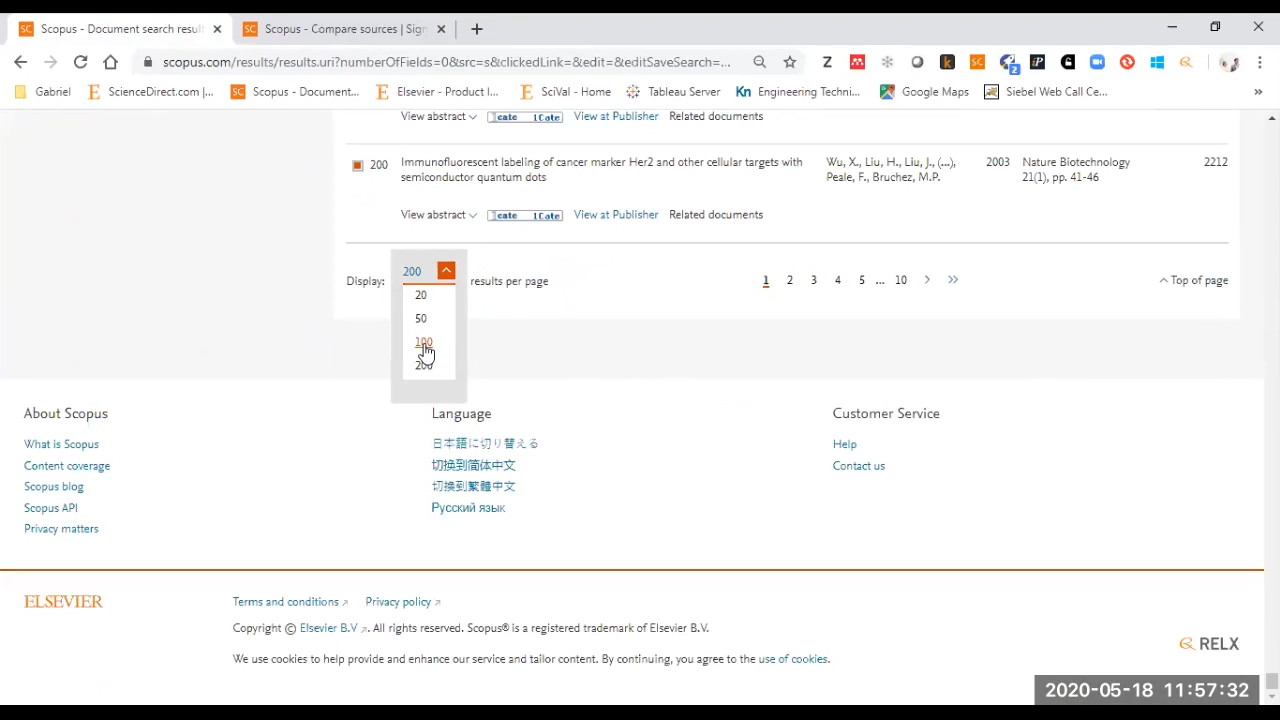 SC Scopus - Document search result
SC Scopus - Compare sources | Sign
scopus.com/results/results.uri?numberOfFields=0&src=s&clickedLink=&edit=&editSaveSearch=...
Gabriel
ScienceDirect.com |...
SC Scopus - Document...
Elsevier - Product I...
SciVal - Home
Tableau Server
Kn Engineering Techni...
Google Maps
Siebel Web Call Ce...
View abstract
View at Publisher Related documents
200 Immunofluorescent labeling of cancer marker Her2 and other cellular targets with
semiconductor quantum dots
Wu, X., Liu, H., Liu, J., (...),
Peale, F., Bruchez, M.P.
2003
Nature Biotechnology
21(1), pp. 41-46
2212
View abstract
View at Publisher Related documents
Display: 200 results per page
1 2 3 4 5 ... 10 > >>
Top of page
20
50
100
200
About Scopus
What is Scopus
Content coverage
Scopus blog
Scopus API
Privacy matters
Language
日本語に切り替える
切换到简体中文
切換到繁體中文
Русский язык
Customer Service
Help
Contact us
ELSEVIER
Terms and conditions Privacy policy
Copyright © Elsevier B.V . All rights reserved. Scopus® is a registered trademark of Elsevier B.V.
We use cookies to help provide and enhance our service and tailor content. By continuing, you agree to the use of cookies.
RELX
2020-05-18 11:57:32